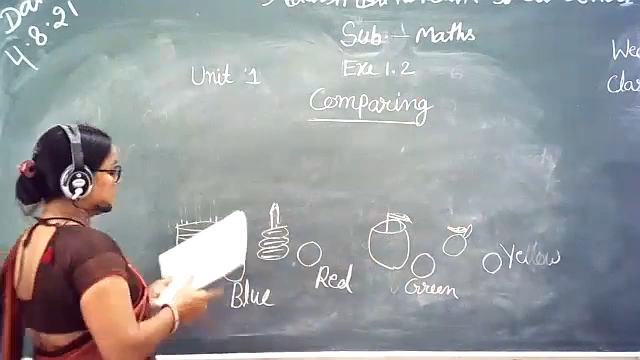 Date
4.8.21
Sub :- Maths
Exe 1.2
Unit :1
Comparing
Blue
Red
Green
Yellow